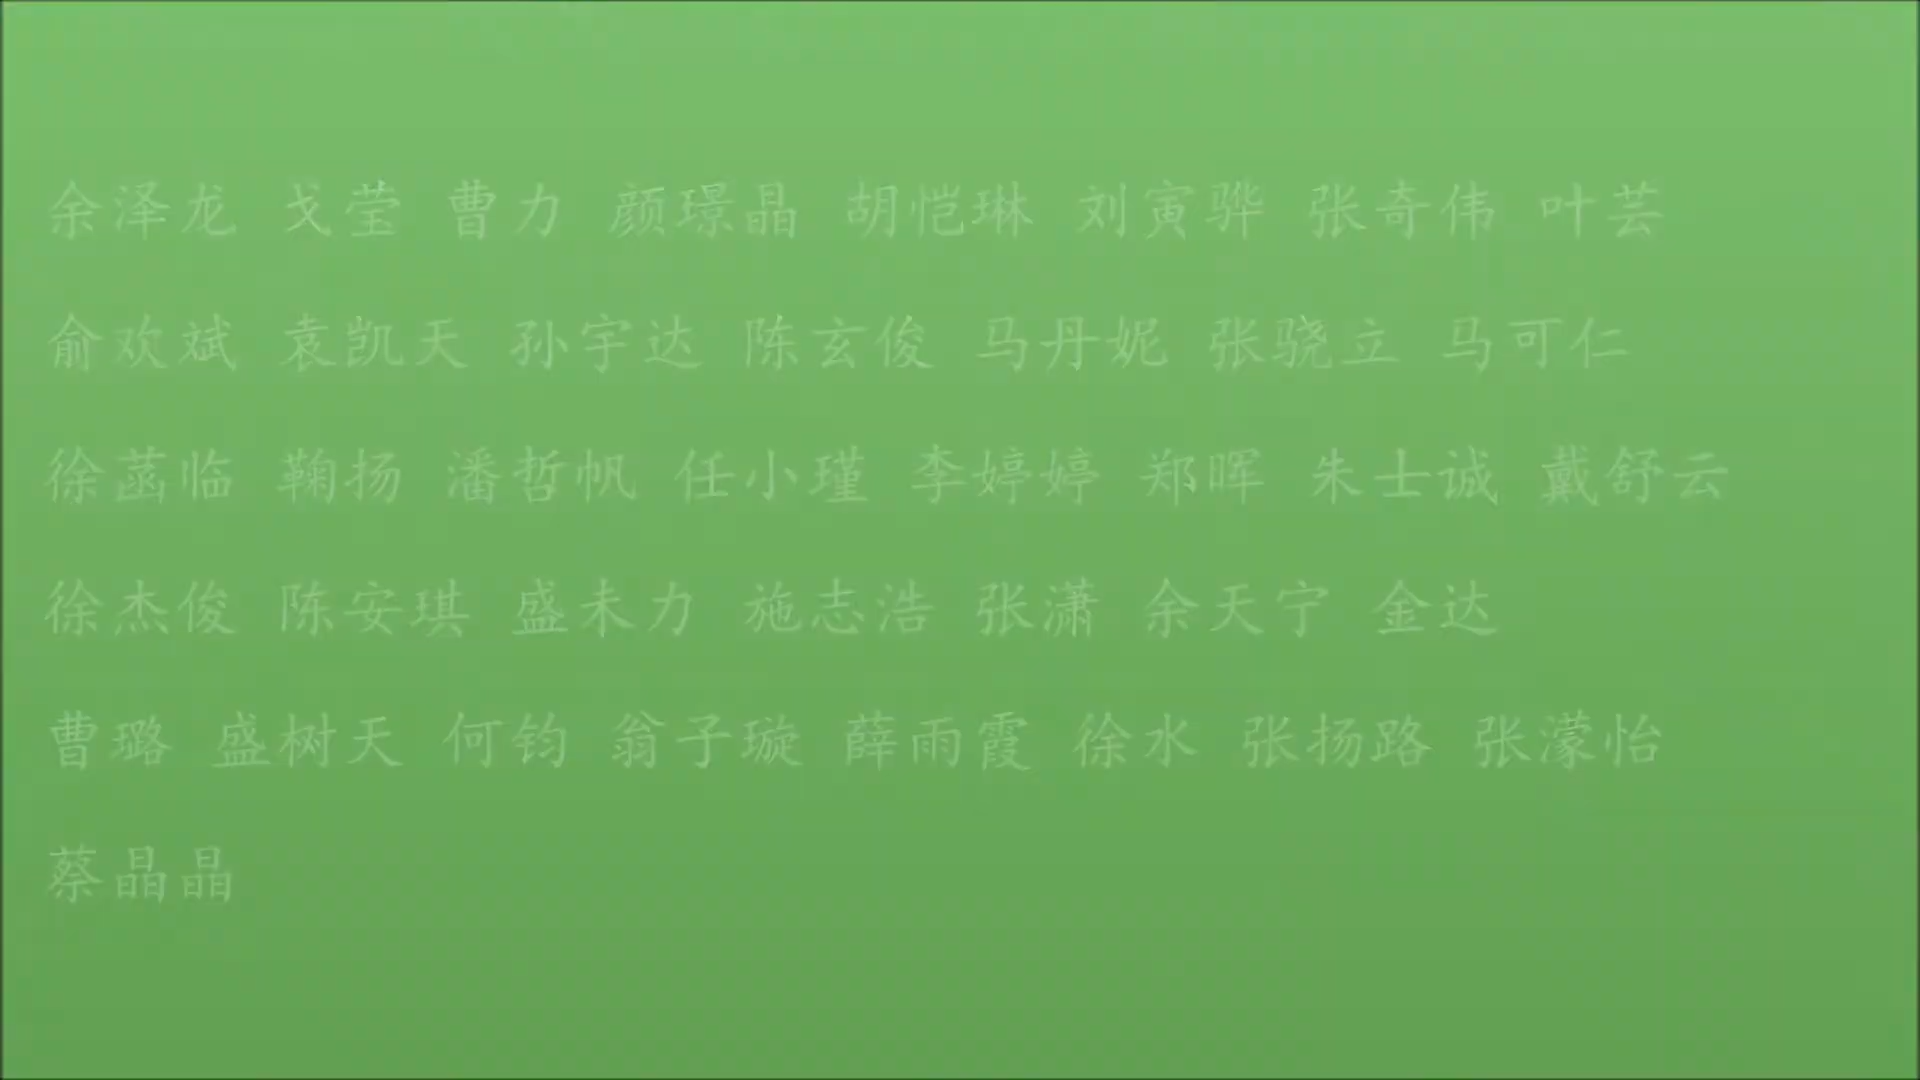 余泽龙 戈莹 曹力 颜璟晶 胡恺琳 刘寅骅 张奇伟 叶芸
俞欢斌 袁凯天 孙宇达 陈玄俊 马丹妮 张骁立 马可仁
徐菡临 鞠扬 潘哲帆 任小瑾 李婷婷 郑晖 朱士诚 戴舒云
徐杰俊 陈安琪 盛未力 施志浩 张潇 余天宁 金达
曹璐 盛树天 何钧 翁子璇 薛雨霞 徐水 张扬路 张濛怡
蔡晶晶